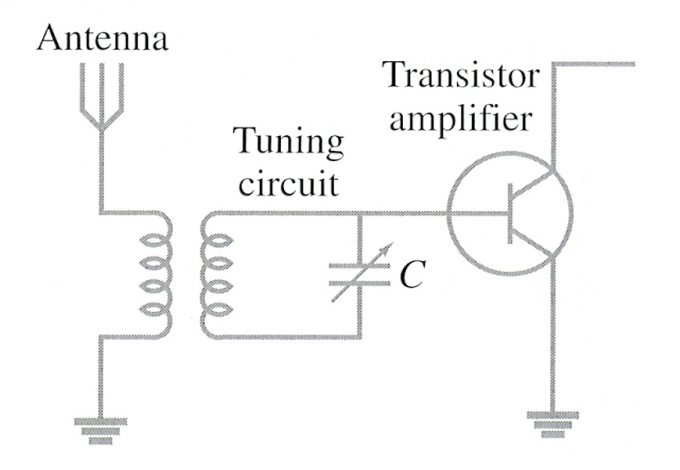 Antenna
Transistor
amplifier
Tuning
circuit
C